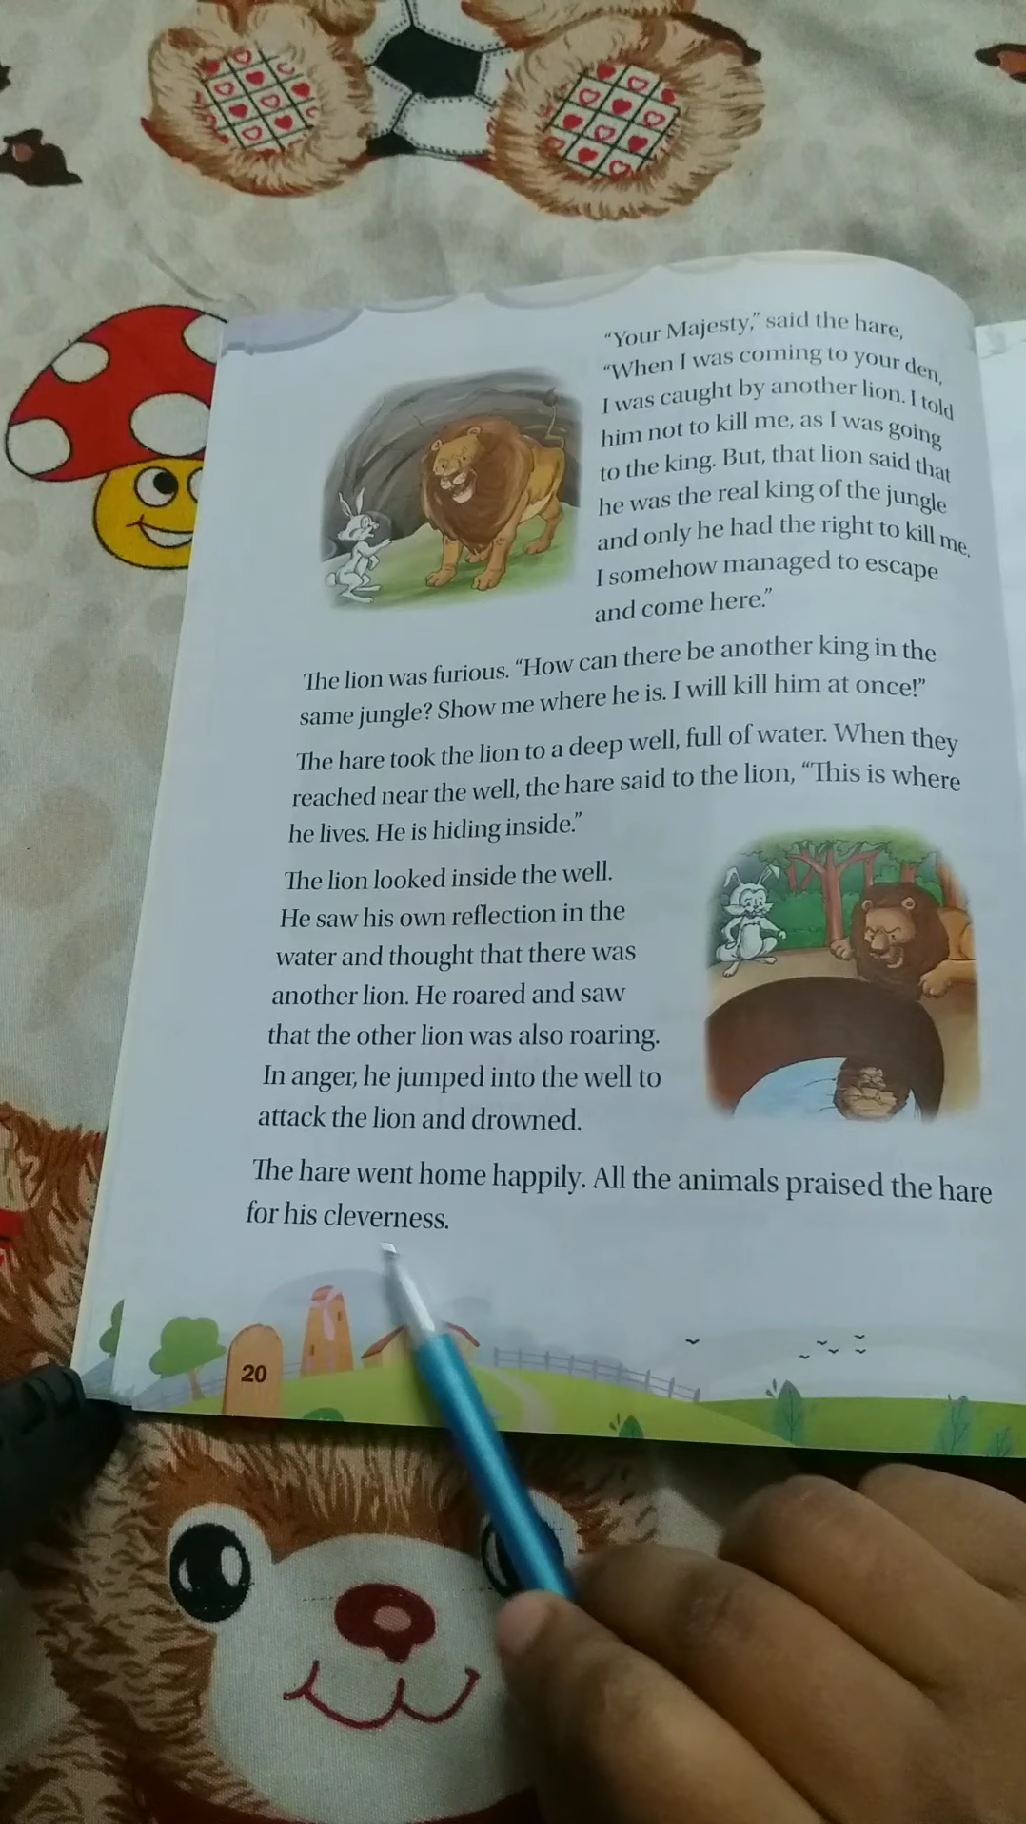 “Your Majesty,” said the hare,
“When I was coming to your den,
I was caught by another lion. I told
him not to kill me, as I was going
to the king. But, that lion said that
he was the real king of the jungle
and only he had the right to kill me.
I somehow managed to escape
and come here.”
The lion was furious. “How can there be another king in the
same jungle? Show me where he is. I will kill him at once!”
The hare took the lion to a deep well, full of water. When they
reached near the well, the hare said to the lion, “This is where
he lives. He is hiding inside.”
The lion looked inside the well.
He saw his own reflection in the
water and thought that there was
another lion. He roared and saw
that the other lion was also roaring.
In anger, he jumped into the well to
attack the lion and drowned.
The hare went home happily. All the animals praised the hare
for his cleverness.
20